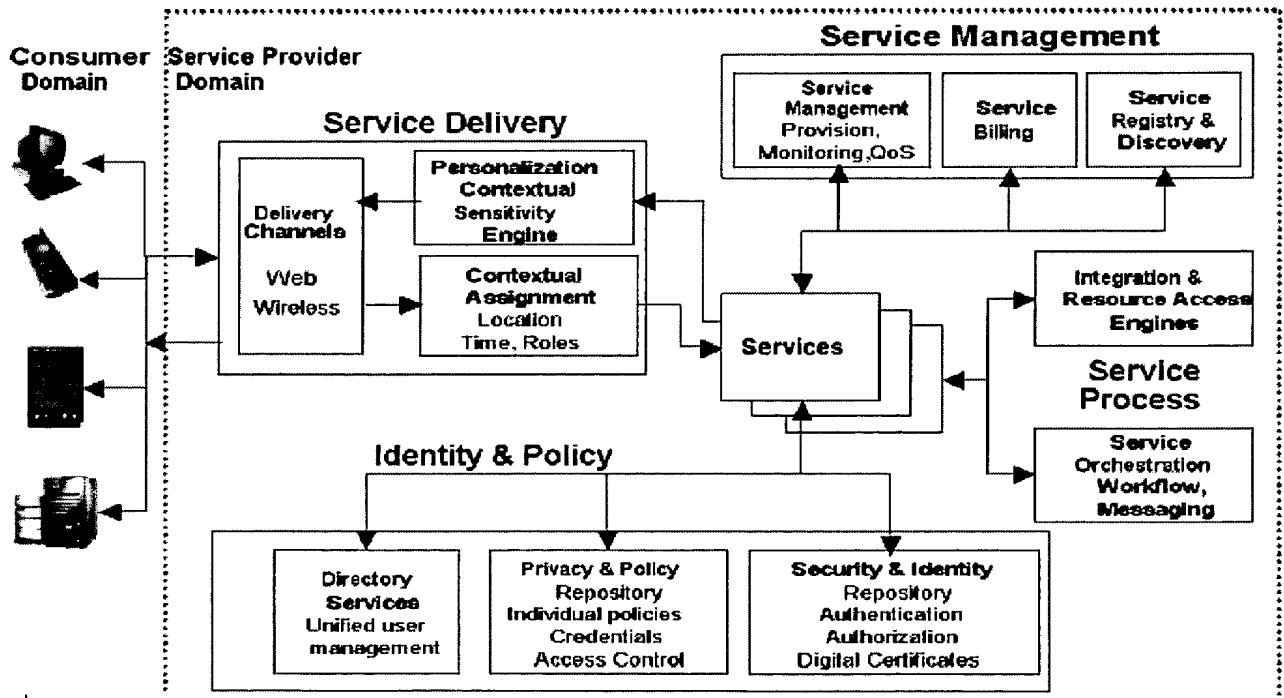 Consumer
Domain
Service Provider
Domain
Service Delivery
Delivery
Channels
Web
Wireless
Personalization
Contextual
Sensitivity
Engine
Contextual
Assignment
Location
Time, Roles
Service Management
Service
Management
Provision,
Monitoring,QoS
Service
Billing
Service
Registry &
Discovery
Services
Integration &
Resource Access
Engines
Service
Process
Service
Orchestration
Workflow,
Messaging
Identity & Policy
Directory
Services
Unified user
management
Privacy & Policy
Repository
Individual policies
Credentials
Access Control
Security & Identity
Repository
Authentication
Authorization
Digital Certificates